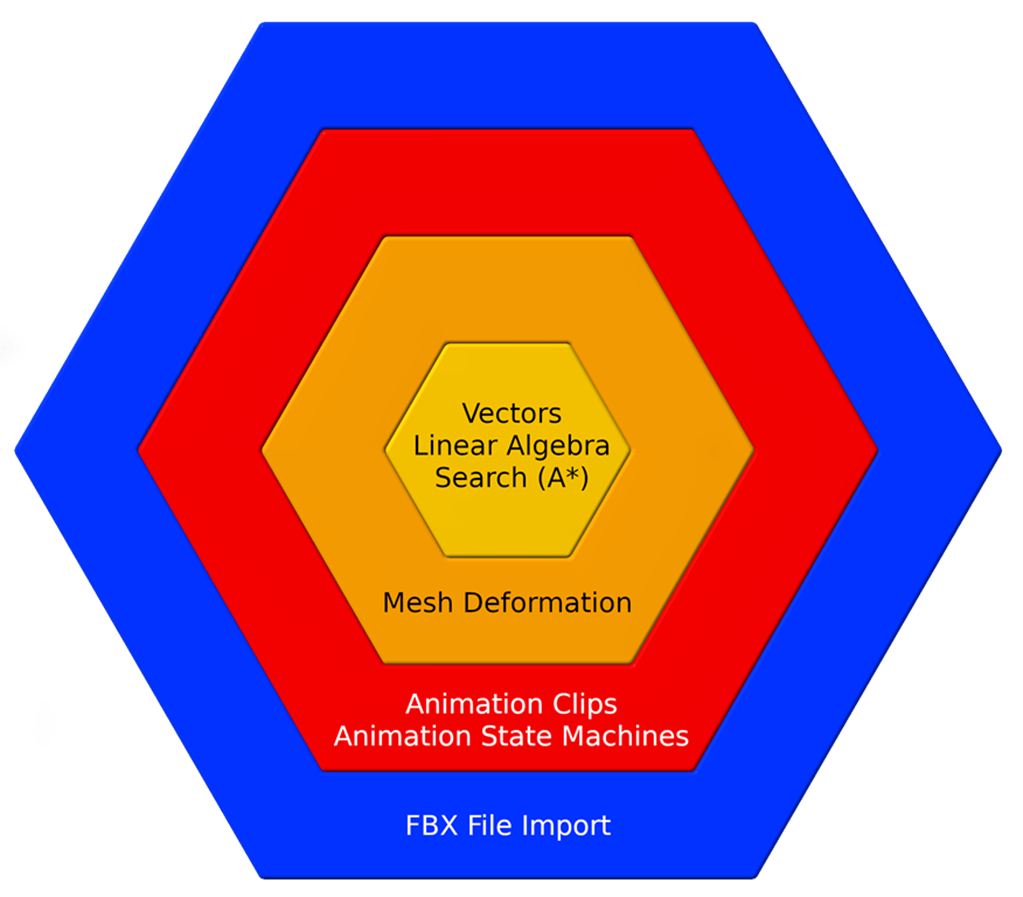 Vectors
Linear Algebra
Search (A*)
Mesh Deformation
Animation Clips
Animation State Machines
FBX File Import